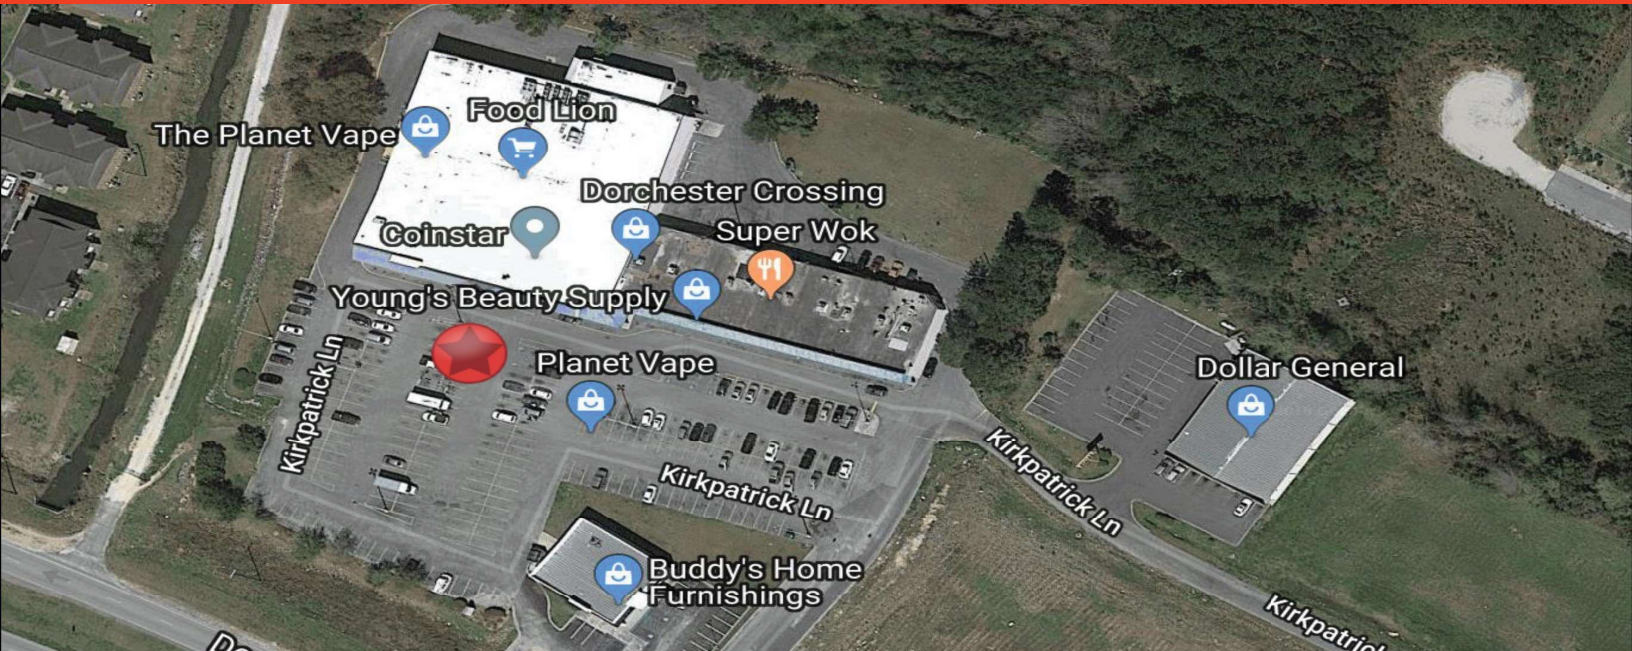 Food Lion
The Planet Vape
Dorchester Crossing
Coinstar
Super Wok
Young's Beauty Supply
Kirkpatrick Ln
Planet Vape
Dollar General
Kirkpatrick Ln
Kirkpatrick Ln
Buddy's Home
Furnishings